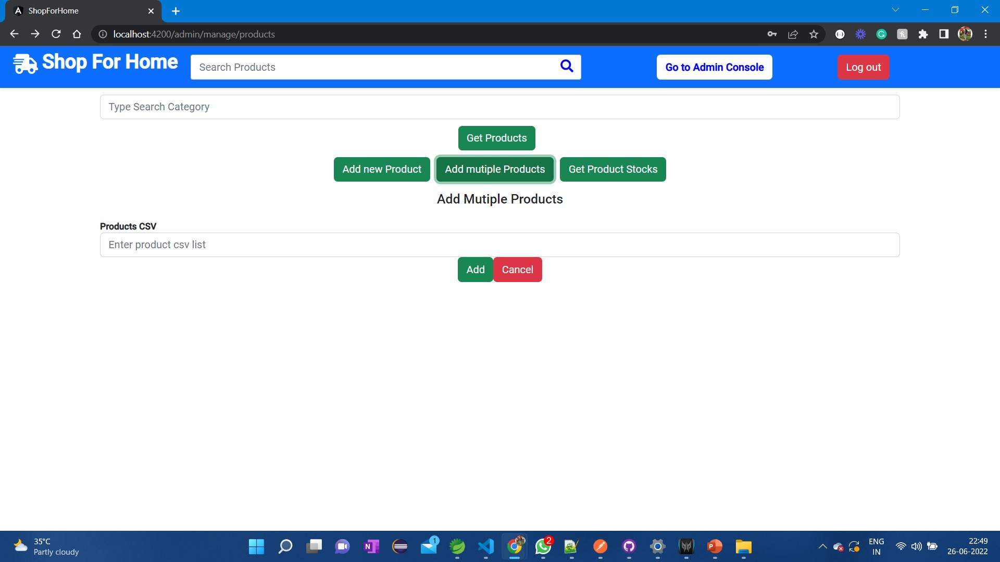 ShopForHome
localhost:4200/admin/manage/products
Shop For Home
Search Products
Go to Admin Console
Log out
Type Search Category
Get Products
Add new Product
Add mutiple Products
Get Product Stocks
Add Mutiple Products
Products CSV
Enter product csv list
Add
Cancel
35°C
Partly cloudy
1
2
ENG
IN
22:49
26-06-2022